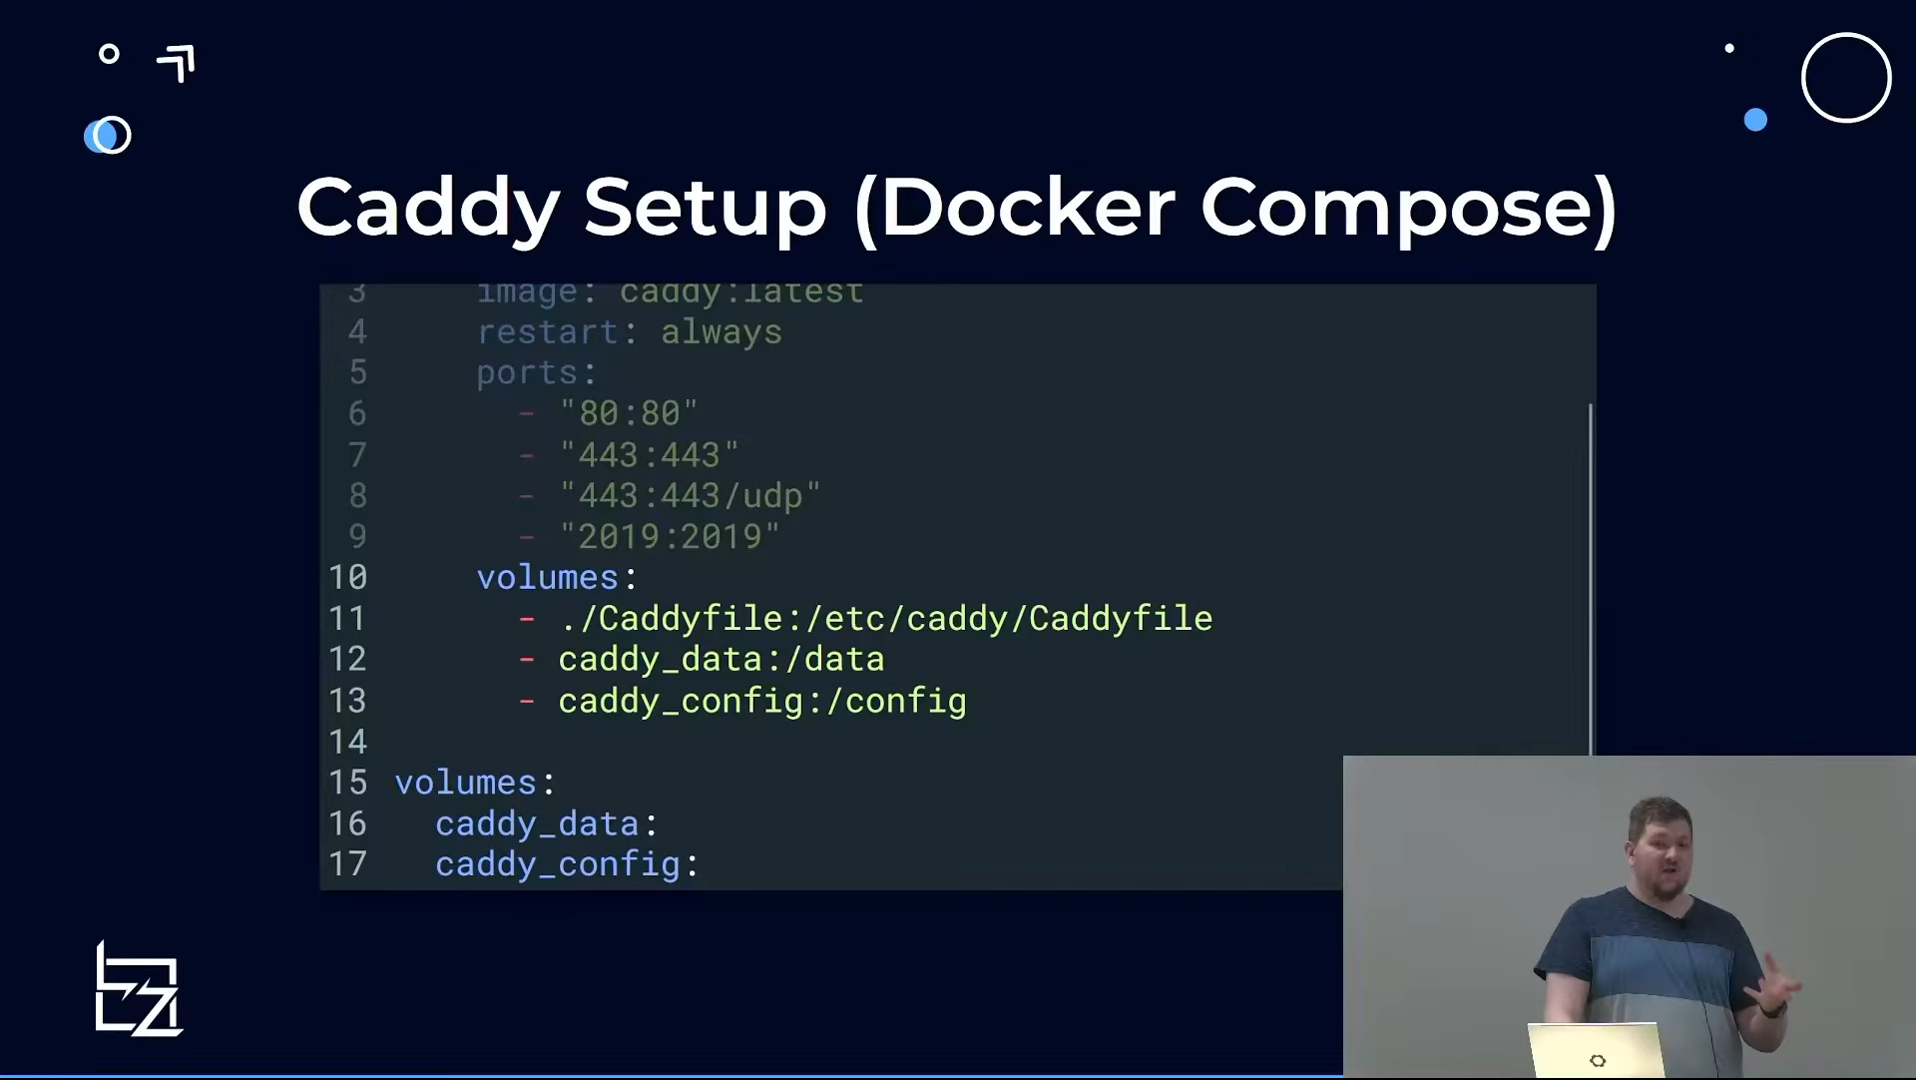 Caddy Setup (Docker Compose)
3 image: caddy:latest
4 restart: always
5 ports:
6 - "80:80"
7 - "443:443"
8 - "443:443/udp"
9 - "2019:2019"
10 volumes:
11 - ./Caddyfile:/etc/caddy/Caddyfile
12 - caddy_data:/data
13 - caddy_config:/config
14
15 volumes:
16 caddy_data:
17 caddy_config: